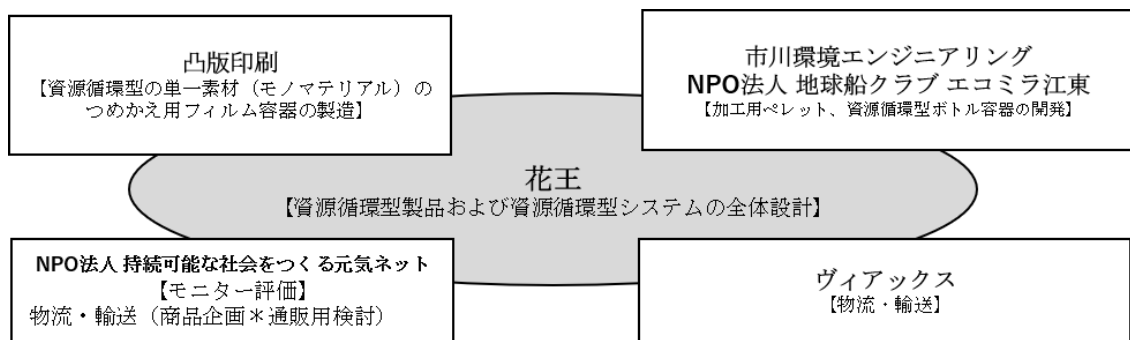 凸版印刷
【資源循環型の単一素材（モノマテリアル）の
つめかえ用フィルム容器の製造】
市川環境エンジニアリング
NPO法人 地球船クラブ エコミラ江東
【加工用ペレット、資源循環型ボトル容器の開発】
花王
【資源循環型製品および資源循環型システムの全体設計】
NPO法人 持続可能な社会をつくる元気ネット
【モニター評価】
物流・輸送（商品企画＊通販用検討）
ヴィアックス
【物流・輸送】